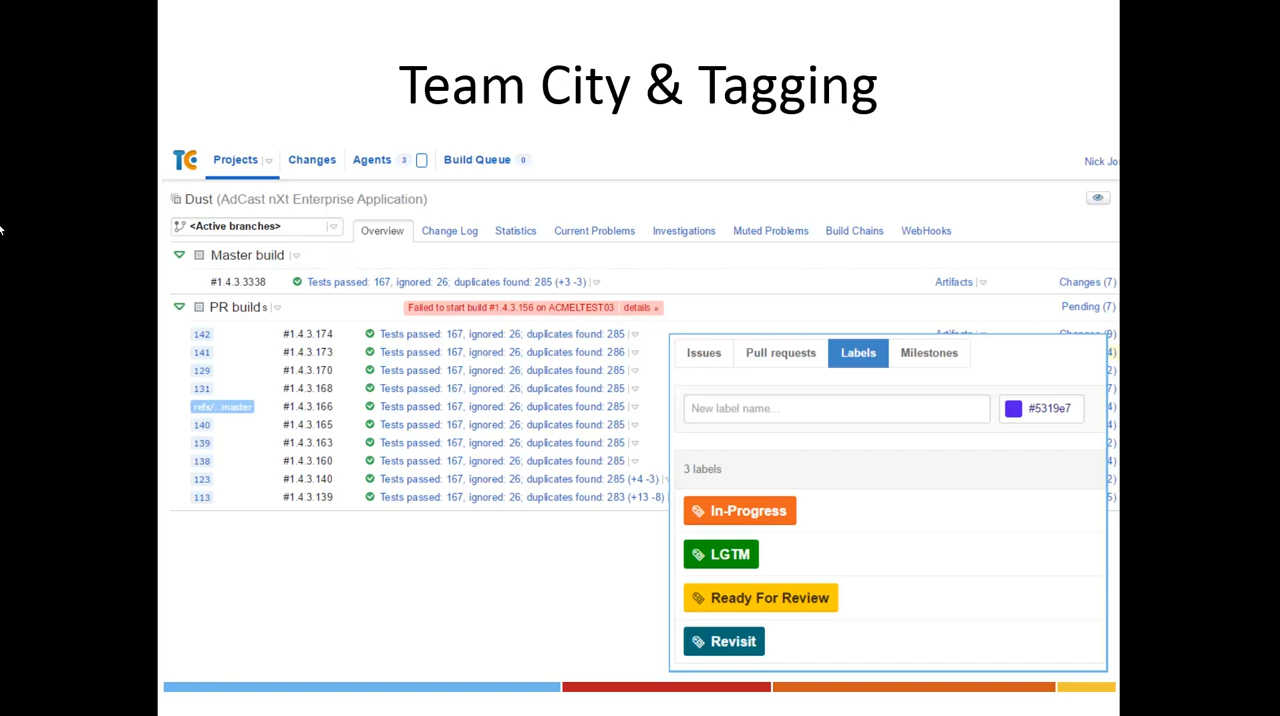 Team City & Tagging
TC Projects Changes Agents 3 Build Queue 0 Nick Jo
Dust (AdCast nXt Enterprise Application)
<Active branches> Overview Change Log Statistics Current Problems Investigations Muted Problems Build Chains WebHooks
Master build
#1.4.3.3338 Tests passed: 167, ignored: 26; duplicates found: 285 (+3 -3) Artifacts Changes (7)
PR builds Failed to start build #1.4.3.156 on ACMELTEST03 details » Pending (7)
142 #1.4.3.174 Tests passed: 167, ignored: 26; duplicates found: 285
141 #1.4.3.173 Tests passed: 167, ignored: 26; duplicates found: 286 4)
129 #1.4.3.170 Tests passed: 167, ignored: 26; duplicates found: 285 2)
131 #1.4.3.168 Tests passed: 167, ignored: 26; duplicates found: 285 7)
refs/...master #1.4.3.166 Tests passed: 167, ignored: 26; duplicates found: 285 4)
140 #1.4.3.165 Tests passed: 167, ignored: 26; duplicates found: 285 4)
139 #1.4.3.163 Tests passed: 167, ignored: 26; duplicates found: 285 2)
138 #1.4.3.160 Tests passed: 167, ignored: 26; duplicates found: 285 4)
123 #1.4.3.140 Tests passed: 167, ignored: 26; duplicates found: 285 (+4 -3) 2)
113 #1.4.3.139 Tests passed: 167, ignored: 26; duplicates found: 283 (+13 -8) 5)
Issues Pull requests Labels Milestones
New label name... #5319e7
3 labels
In-Progress
LGTM
Ready For Review
Revisit